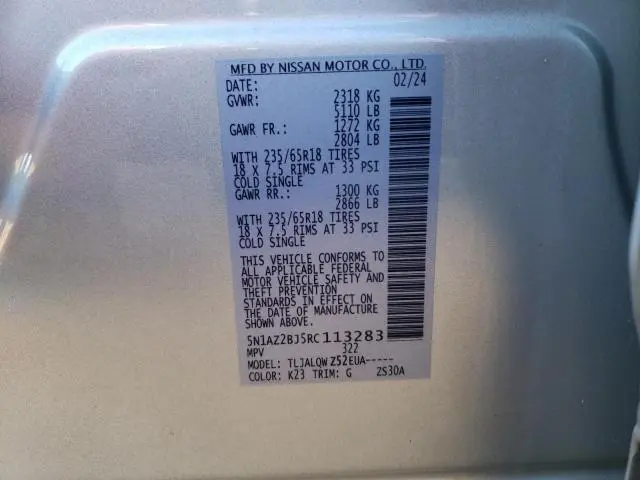 MFD BY NISSAN MOTOR CO., LTD.
DATE: 02/24
GVWR: 2318 KG
5110 LB
GAWR FR.: 1272 KG
2804 LB
WITH 235/65R18 TIRES
18 X 7.5 RIMS AT 33 PSI
COLD SINGLE
GAWR RR.: 1300 KG
2866 LB
WITH 235/65R18 TIRES
18 X 7.5 RIMS AT 33 PSI
COLD SINGLE
THIS VEHICLE CONFORMS TO
ALL APPLICABLE FEDERAL
MOTOR VEHICLE SAFETY AND
THEFT PREVENTION
STANDARDS IN EFFECT ON
THE DATE OF MANUFACTURE
SHOWN ABOVE.
5N1AZ2BJ5RC113283
MPV 322
MODEL: TLJALQW Z52EUA-----
COLOR: K23 TRIM: G ZS30A